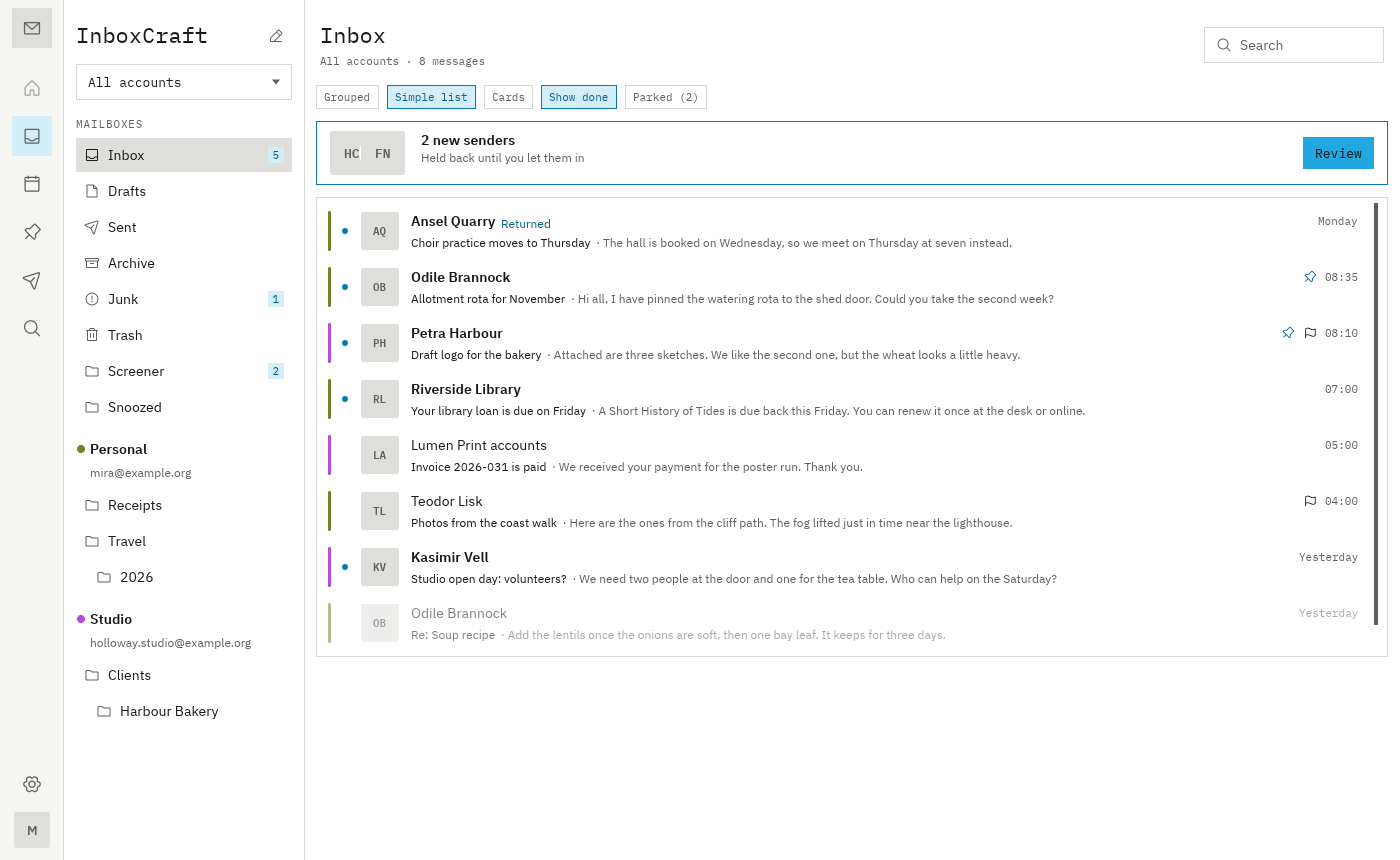 InboxCraft
All accounts
MAILBOXES
Inbox 5
Drafts
Sent
Archive
Junk 1
Trash
Screener 2
Snoozed
Personal
mira@example.org
Receipts
Travel
2026
Studio
holloway.studio@example.org
Clients
Harbour Bakery
M
Inbox
All accounts · 8 messages
Search
Grouped Simple list Cards Show done Parked (2)
HC FN
2 new senders
Held back until you let them in
Review
AQ
Ansel Quarry Returned Monday
Choir practice moves to Thursday · The hall is booked on Wednesday, so we meet on Thursday at seven instead.
OB
Odile Brannock 08:35
Allotment rota for November · Hi all, I have pinned the watering rota to the shed door. Could you take the second week?
PH
Petra Harbour 08:10
Draft logo for the bakery · Attached are three sketches. We like the second one, but the wheat looks a little heavy.
RL
Riverside Library 07:00
Your library loan is due on Friday · A Short History of Tides is due back this Friday. You can renew it once at the desk or online.
LA
Lumen Print accounts 05:00
Invoice 2026-031 is paid · We received your payment for the poster run. Thank you.
TL
Teodor Lisk 04:00
Photos from the coast walk · Here are the ones from the cliff path. The fog lifted just in time near the lighthouse.
KV
Kasimir Vell Yesterday
Studio open day: volunteers? · We need two people at the door and one for the tea table. Who can help on the Saturday?
OB
Odile Brannock Yesterday
Re: Soup recipe · Add the lentils once the onions are soft, then one bay leaf. It keeps for three days.